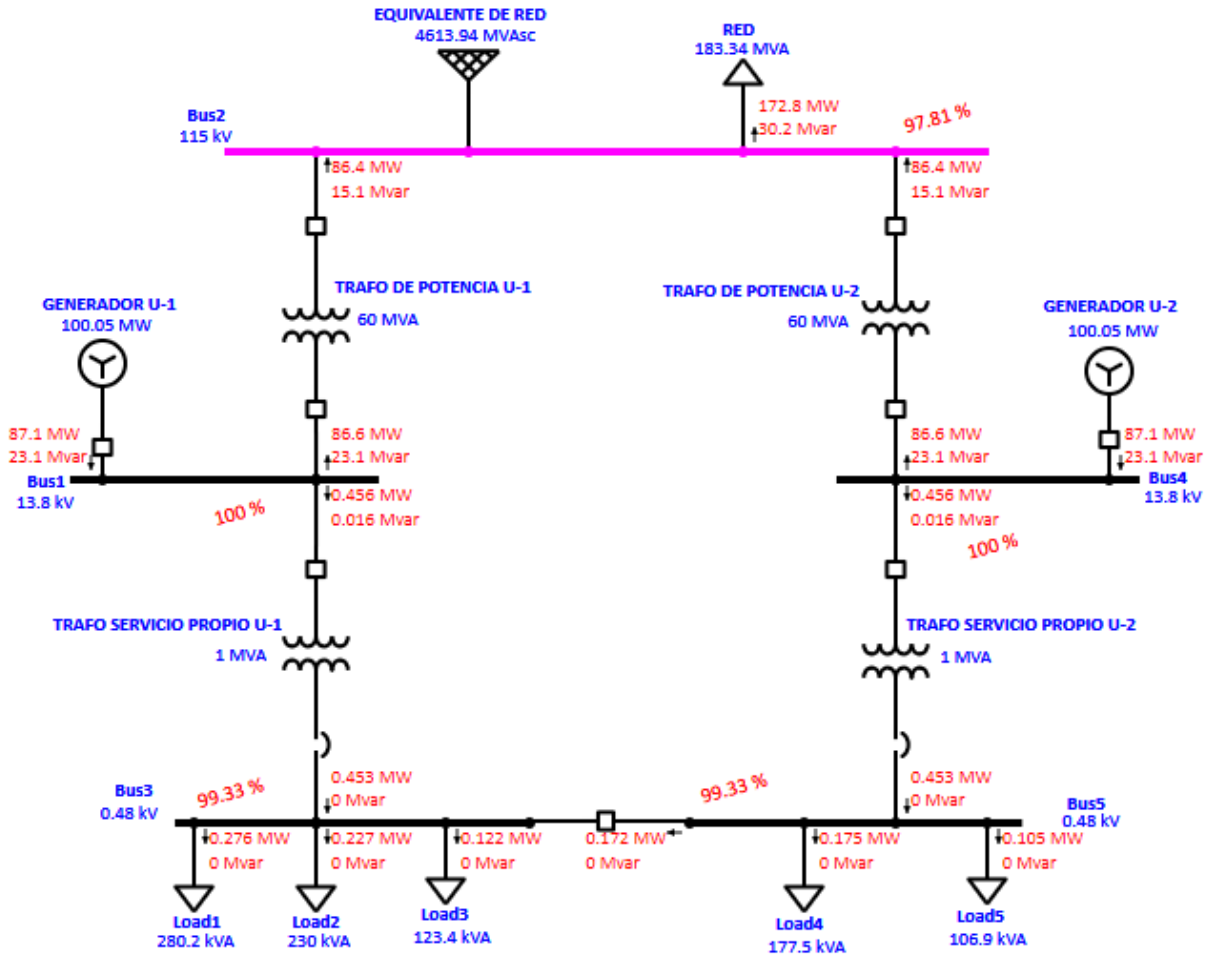 EQUIVALENTE DE RED
4613.94 MVAsc
RED
183.34 MVA
Bus2
115 kV
172.8 MW
30.2 Mvar
97.81 %
86.4 MW
15.1 Mvar
86.4 MW
15.1 Mvar
GENERADOR U-1
100.05 MW
TRAFO DE POTENCIA U-1
60 MVA
TRAFO DE POTENCIA U-2
60 MVA
GENERADOR U-2
100.05 MW
87.1 MW
23.1 Mvar
86.6 MW
23.1 Mvar
86.6 MW
23.1 Mvar
87.1 MW
23.1 Mvar
Bus1
13.8 kV
100 %
0.456 MW
0.016 Mvar
0.456 MW
0.016 Mvar
Bus4
13.8 kV
100 %
TRAFO SERVICIO PROPIO U-1
1 MVA
TRAFO SERVICIO PROPIO U-2
1 MVA
Bus3
0.48 kV
99.33 %
0.453 MW
0 Mvar
99.33 %
0.453 MW
0 Mvar
Bus5
0.48 kV
0.276 MW
0 Mvar
0.227 MW
0 Mvar
0.122 MW
0 Mvar
0.172 MW
0 Mvar
0.175 MW
0 Mvar
0.105 MW
0 Mvar
Load1
280.2 kVA
Load2
230 kVA
Load3
123.4 kVA
Load4
177.5 kVA
Load5
106.9 kVA